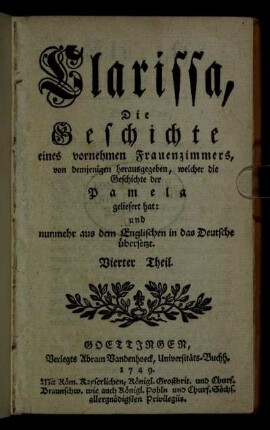 Clarissa,
Die
Geschichte
eines vornehmen Frauenzimmers,
von demjenigen herausgegeben, welcher die
Geschichte der
Pamela
geliefert hat:
und
nunmehr aus dem Englischen in das Deutsche
übersetzt.
Vierter Theil.
GOETTINGEN,
Verlegts Abram Vandenhoeck, Universitäts-Buchh.
1749.
Mit Röm. Kayserlichen, Königl. Grosbrit. und Churf.
Braunschw. wie auch Königl. Pohln und Churf. Sächs.
allergnädigsten Privilegiis.